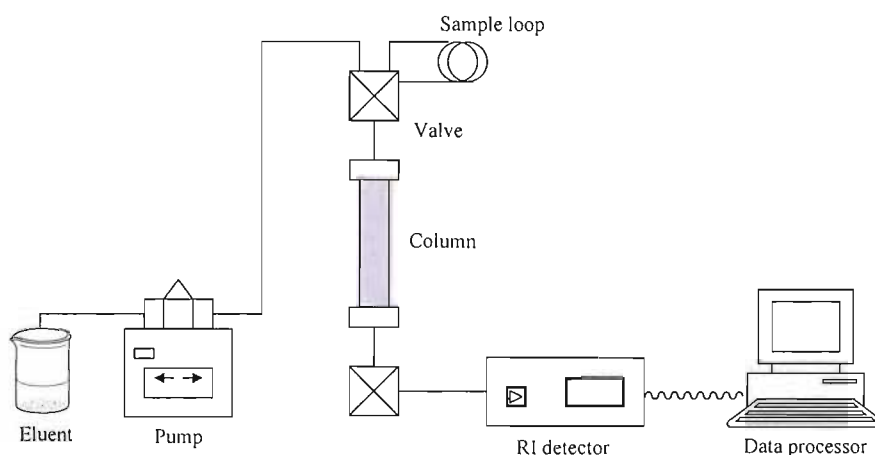 Sample loop
Valve
Column
Eluent
Pump
RI detector
Data processor